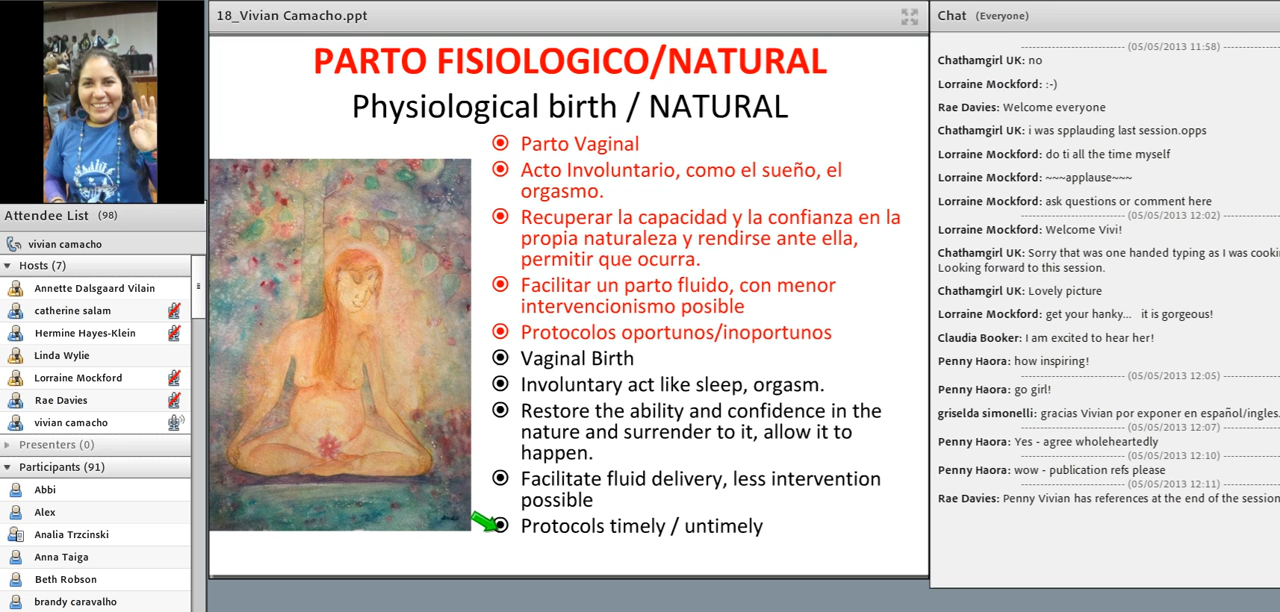 18_Vivian Camacho.ppt
PARTO FISIOLOGICO/NATURAL
Physiological birth / NATURAL
Parto Vaginal
Acto Involuntario, como el sueño, el
orgasmo.
Recuperar la capacidad y la confianza en la
propia naturaleza y rendirse ante ella,
permitir que ocurra.
Facilitar un parto fluido, con menor
intervencionismo posible
Protocolos oportunos/inoportunos
Vaginal Birth
Involuntary act like sleep, orgasm.
Restore the ability and confidence in the
nature and surrender to it, allow it to
happen.
Facilitate fluid delivery, less intervention
possible
Protocols timely / untimely
Attendee List (98)
vivian camacho
Hosts (7)
Annette Dalsgaard Vilain
catherine salam
Hermine Hayes-Klein
Linda Wylie
Lorraine Mockford
Rae Davies
vivian camacho
Presenters (0)
Participants (91)
Abbi
Alex
Analia Trzcinski
Anna Taiga
Beth Robson
brandy caravalho
Chat (Everyone)
(05/05/2013 11:58)
Chathamgirl UK: no
Lorraine Mockford: :-)
Rae Davies: Welcome everyone
Chathamgirl UK: i was spplauding last session.opps
Lorraine Mockford: do ti all the time myself
Lorraine Mockford: ~~~applause~~~
Lorraine Mockford: ask questions or comment here
(05/05/2013 12:02)
Lorraine Mockford: Welcome Vivi!
Chathamgirl UK: Sorry that was one handed typing as I was cooki
Looking forward to this session.
Chathamgirl UK: Lovely picture
Lorraine Mockford: get your hanky... it is gorgeous!
Claudia Booker: I am excited to hear her!
Penny Haora: how inspiring!
(05/05/2013 12:05)
Penny Haora: go girl!
griselda simonelli: gracias Vivian por exponer en español/ingles.
(05/05/2013 12:07)
Penny Haora: Yes - agree wholeheartedly
(05/05/2013 12:10)
Penny Haora: wow - publication refs please
(05/05/2013 12:11)
Rae Davies: Penny Vivian has references at the end of the session